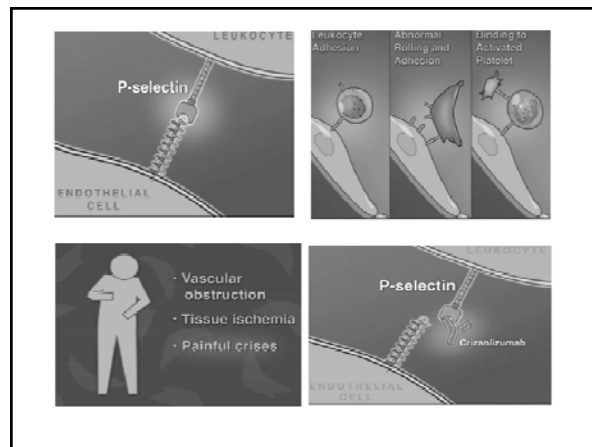 LEUKOCYTE
P-selectin
ENDOTHELIAL
CELL
Leukocyte
Adhesion
Abnormal
Rolling and
Adhesion
Binding to
Activated
Platelet
· Vascular
obstruction
· Tissue ischemia
· Painful crises
LEUKOCYTE
P-selectin
Crizanlizumab
ENDOTHELIAL
CELL